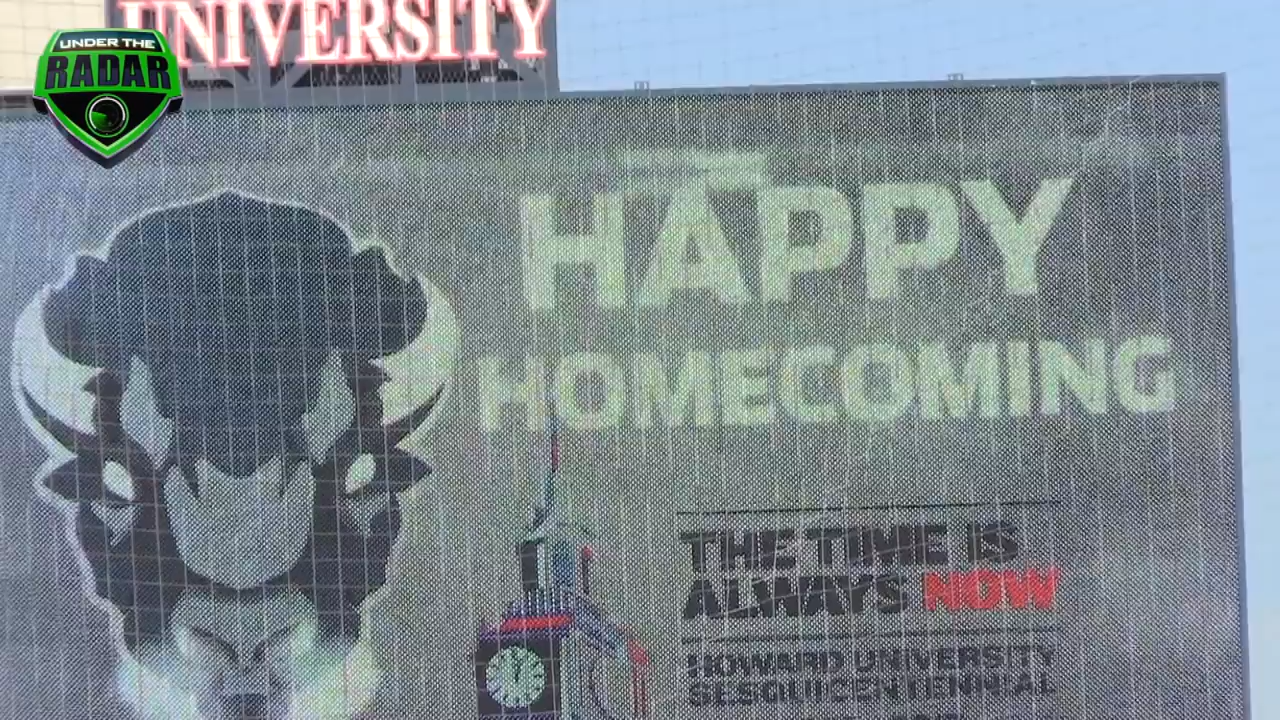 UNIVERSITY
UNDER THE
RADAR
HAPPY
HOMECOMING
THE TIME IS
ALWAYS NOW
HOWARD UNIVERSITY
SESQUICENTENNIAL